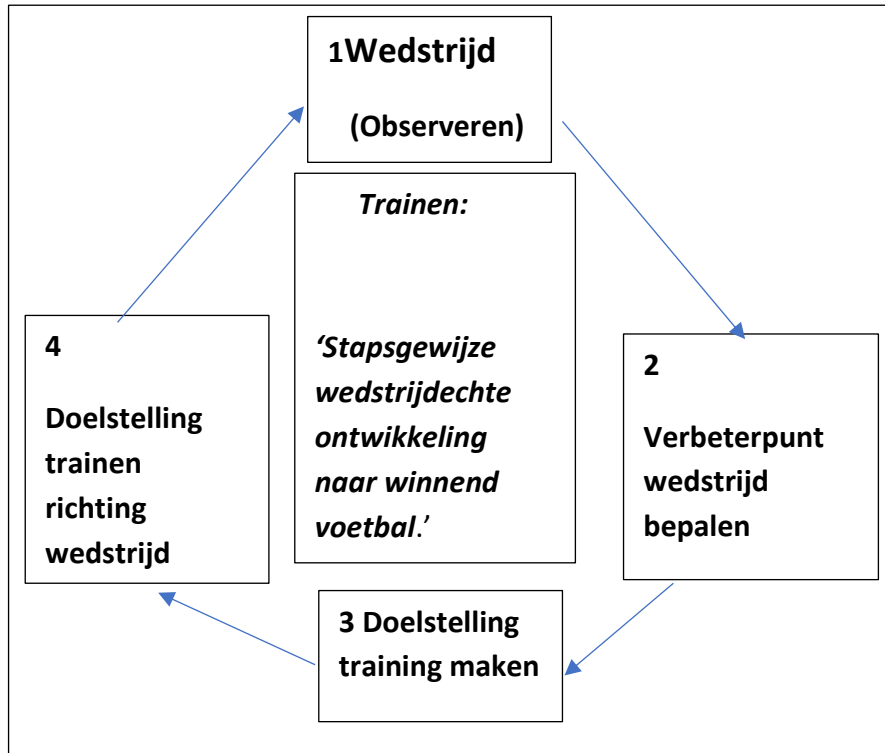 1Wedstrijd
(Observeren)
Trainen:
‘Stapsgewijze
wedstrijdechte
ontwikkeling
naar winnend
voetbal.’
4
Doelstelling
trainen
richting
wedstrijd
2
Verbeterpunt
wedstrijd
bepalen
3 Doelstelling
training maken